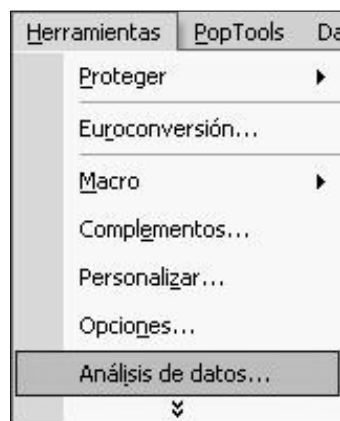 Herramientas PopTools Da
Proteger
Euroconversión...
Macro
Complementos...
Personalizar...
Opciones...
Análisis de datos...